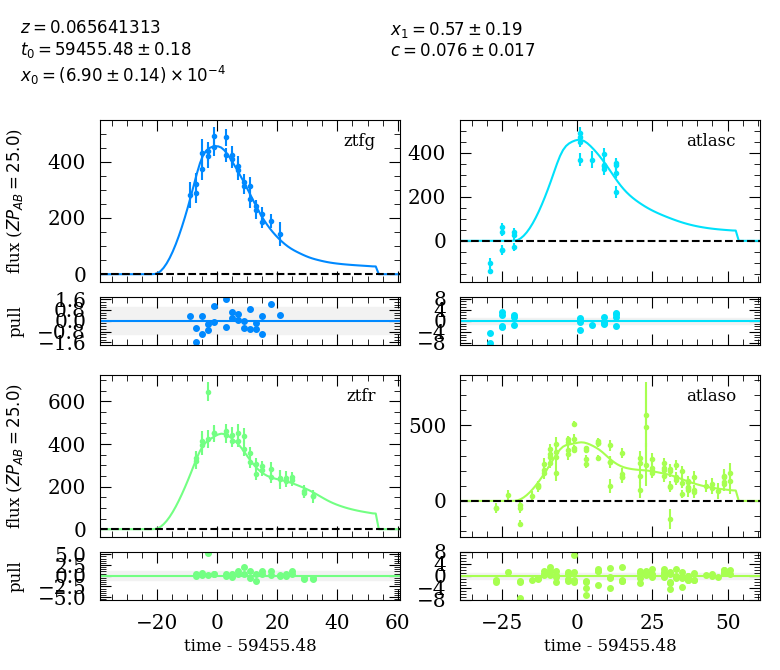 z = 0.065641313
t₀ = 59455.48 ± 0.18
x₀ = (6.90 ± 0.14) × 10⁻⁴
x₁ = 0.57 ± 0.19
c = 0.076 ± 0.017
flux (ZP_AB = 25.0)
400
200
0
ztfg
400
200
0
atlasc
pull
1.6
0.8
0.0
−0.8
−1.6
8
4
0
−4
−8
flux (ZP_AB = 25.0)
600
400
200
0
ztfr
500
0
atlaso
pull
5.0
2.5
0.0
−2.5
−5.0
8
4
0
−4
−8
−20 0 20 40 60
−25 0 25 50
time - 59455.48
time - 59455.48